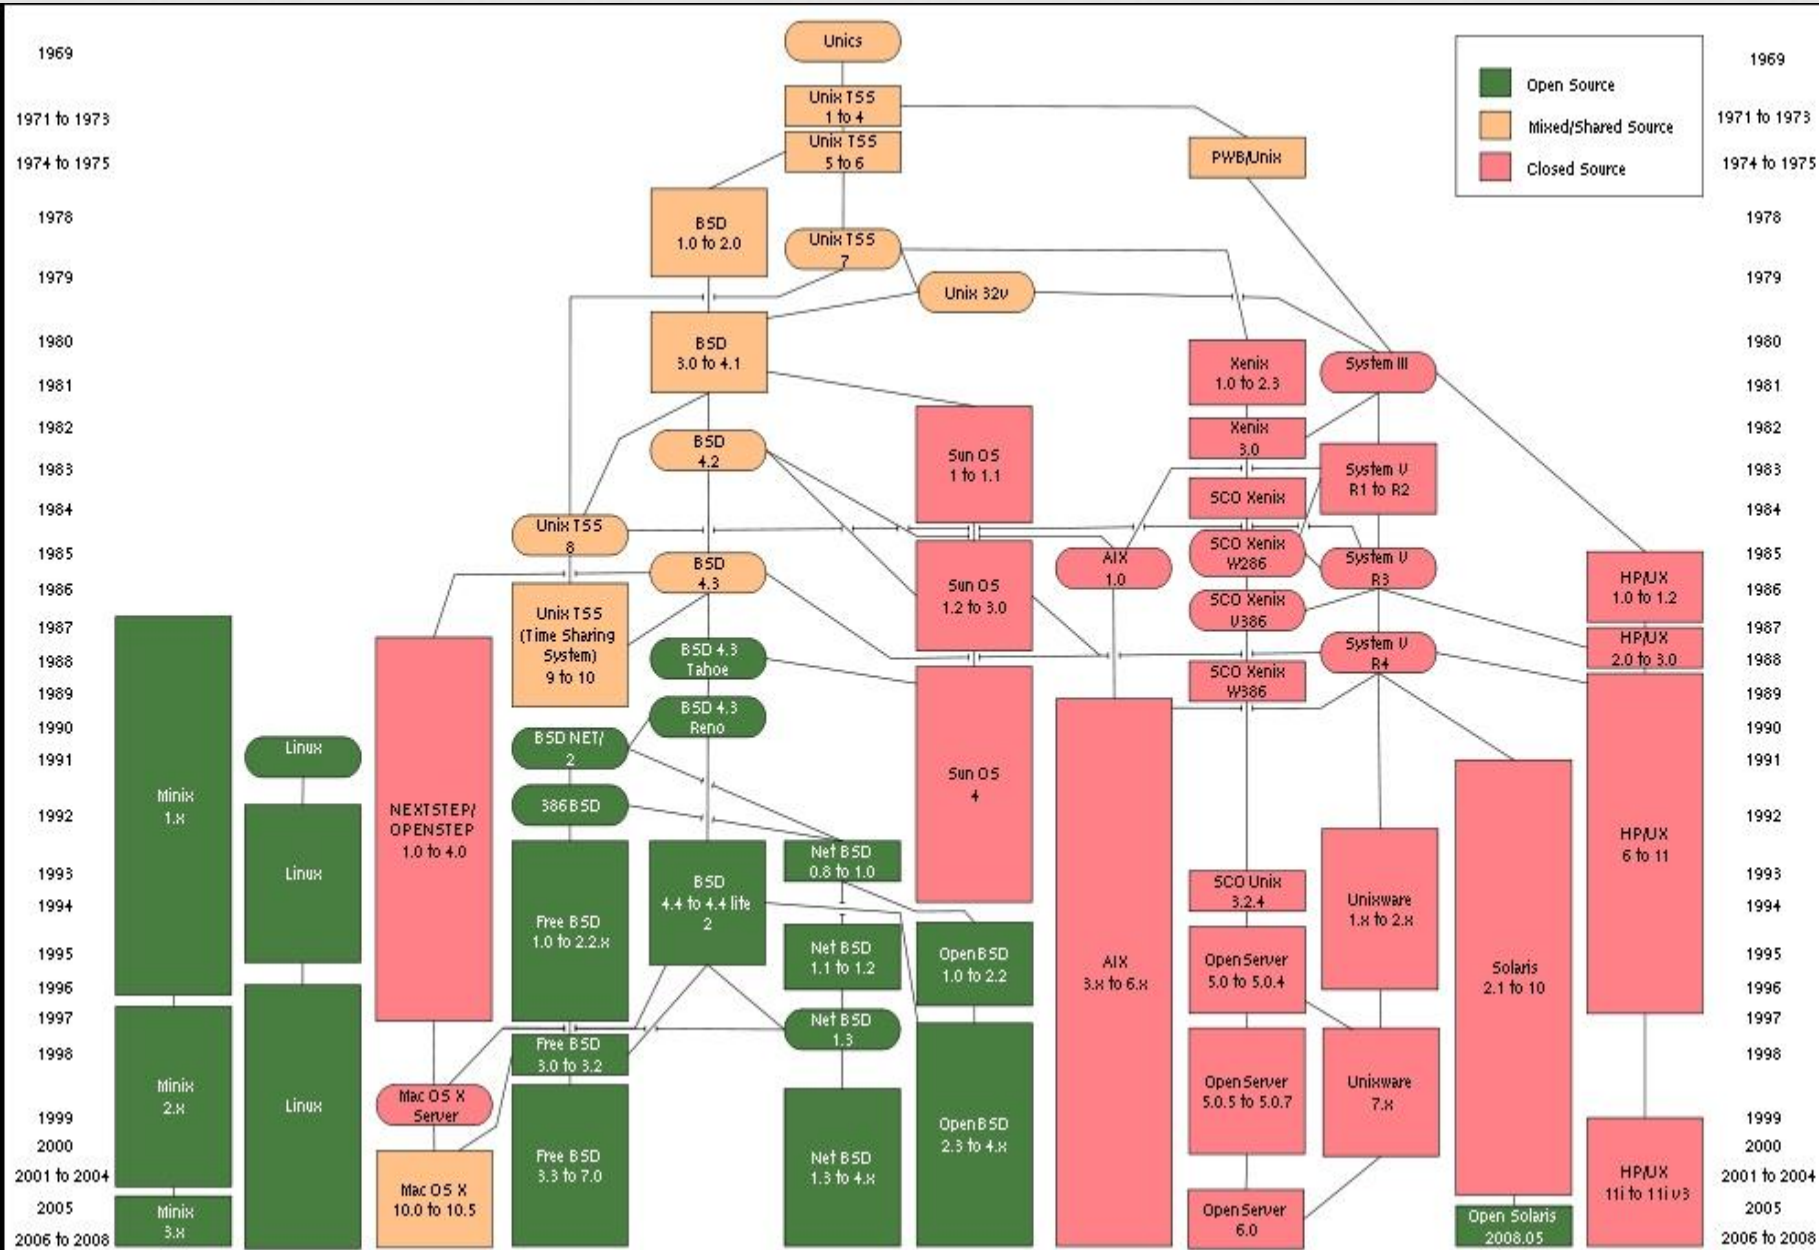 1969
Unics
1969
Open Source
Unix TSS
1 to 4
1971 to 1973
1971 to 1973
Mixed/Shared Source
Unix TSS
5 to 6
PWB/Unix
1974 to 1975
1974 to 1975
Closed Source
1978
BSD
1.0 to 2.0
Unix TSS
7
1978
1979
Unix 32v
1979
1980
BSD
3.0 to 4.1
Xenix
1.0 to 2.3
System III
1980
1981
1981
1982
BSD
4.2
Sun OS
1 to 1.1
Xenix
3.0
1982
1983
System V
R1 to R2
1983
SCO Xenix
1984
1984
Unix TSS
8
1985
BSD
4.3
Sun OS
1.2 to 3.0
AIX
1.0
SCO Xenix
W286
System V
R3
HP/UX
1.0 to 1.2
1985
1986
Unix TSS
(Time Sharing
System)
9 to 10
SCO Xenix
V386
1986
1987
BSD 4.3
Tahoe
System V
R4
HP/UX
2.0 to 3.0
1987
1988
SCO Xenix
W386
1988
1989
BSD 4.3
Reno
1989
1990
BSD NET/
2
1990
Linux
1991
1991
Minix
1.x
NEXTSTEP/
OPENSTEP
1.0 to 4.0
386 BSD
Sun OS
4
1992
HP/UX
6 to 11
1992
Linux
1993
Net BSD
0.8 to 1.0
BSD
4.4 to 4.4 lite
2
SCO Unix
3.2.4
Unixware
1.x to 2.x
1993
1994
Free BSD
1.0 to 2.2.x
1994
1995
Net BSD
1.1 to 1.2
Open BSD
1.0 to 2.2
AIX
3.x to 6.x
Open Server
5.0 to 5.0.4
Solaris
2.1 to 10
1995
1996
1996
1997
Net BSD
1.3
1997
1998
Free BSD
3.0 to 3.2
1998
Minix
2.x
Linux
Mac OS X
Server
Open Server
5.0.5 to 5.0.7
Unixware
7.x
1999
Open BSD
2.3 to 4.x
1999
2000
Free BSD
3.3 to 7.0
Net BSD
1.3 to 4.x
2000
2001 to 2004
Mac OS X
10.0 to 10.5
HP/UX
11i to 11i v3
2001 to 2004
2005
Minix
3.x
Open Server
6.0
Open Solaris
2008.05
2005
2006 to 2008
2006 to 2008